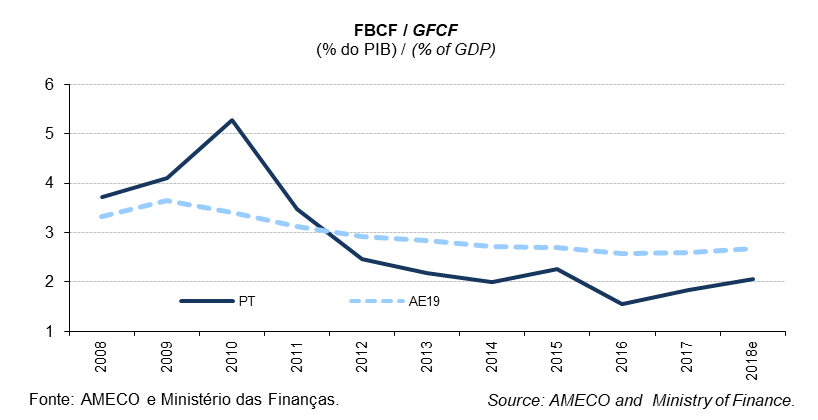 FBCF / GFCF
(% do PIB) / (% of GDP)
6
5
4
3
2
1
PT
AE19
2008
2009
2010
2011
2012
2013
2014
2015
2016
2017
2018e
Fonte: AMECO e Ministério das Finanças.
Source: AMECO and Ministry of Finance.